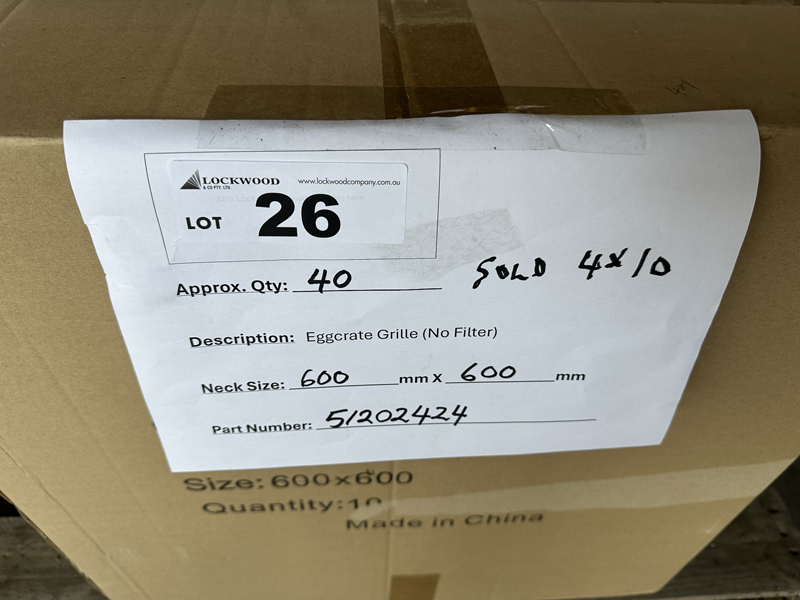 LOCKWOOD www.lockwoodcompany.com.au
& CO PTY. LTD.
LOT 26
Approx. Qty: 40 SOLD 4x10
Description: Eggcrate Grille (No Filter)
Neck Size: 600 mm X 600 mm
Part Number: 51202424
Size: 600x600
Quantity: 10
Made in China